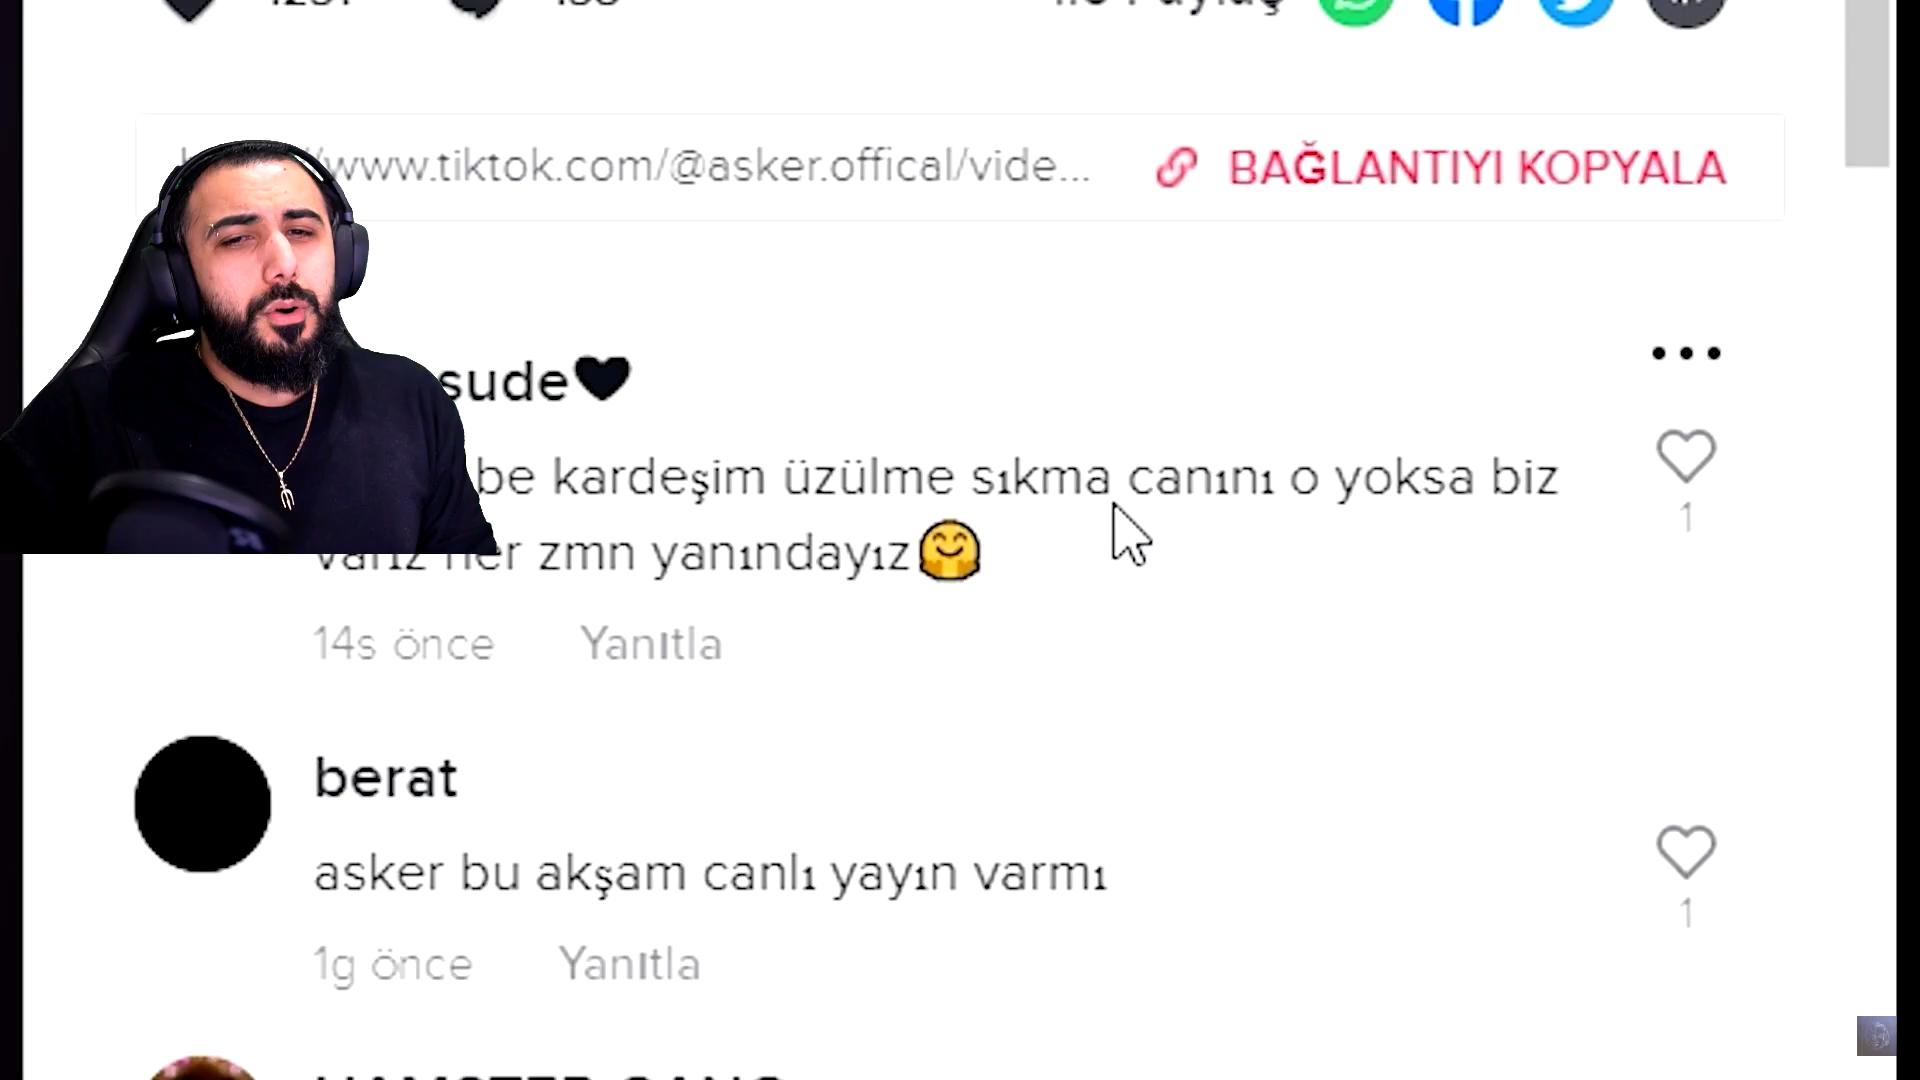 www.tiktok.com/@asker.offical/vide... BAĞLANTIYI KOPYALA
sude🖤
be kardeşim üzülme sıkma canını o yoksa biz
varız her zmn yanındayız🤗
1
14s önce Yanıtla
berat
asker bu akşam canlı yayın varmı
1
1g önce Yanıtla